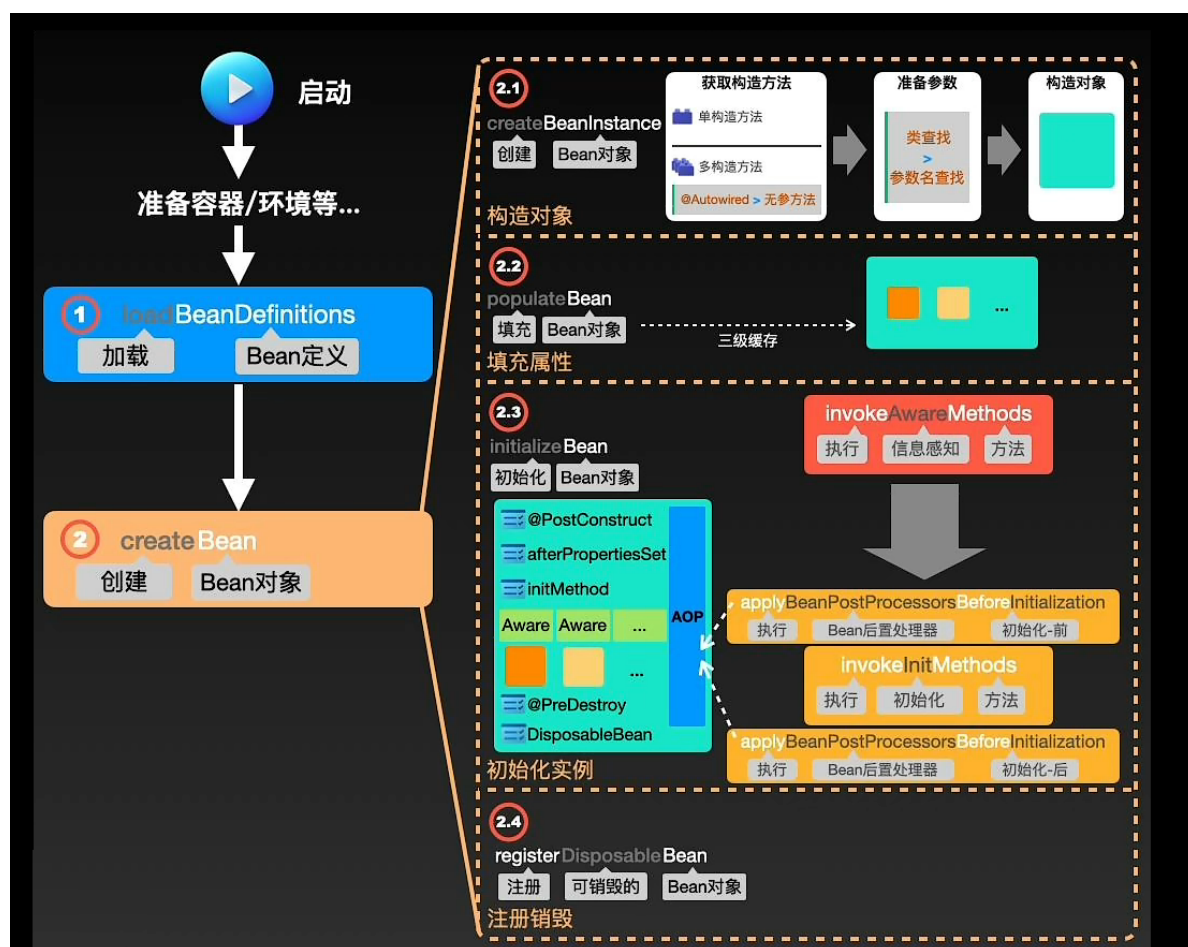 启动
准备容器/环境等...
1 loadBeanDefinitions
加载 Bean定义
2 createBean
创建 Bean对象
2.1
createBeanInstance
创建 Bean对象
构造对象
获取构造方法
单构造方法
多构造方法
@Autowired > 无参方法
准备参数
类查找
>
参数名查找
构造对象
2.2
populateBean
填充 Bean对象
填充属性
三级缓存
...
2.3
initializeBean
初始化 Bean对象
@PostConstruct
afterPropertiesSet
initMethod
Aware Aware ...
AOP
...
@PreDestroy
DisposableBean
初始化实例
invokeAwareMethods
执行 信息感知 方法
applyBeanPostProcessorsBeforeInitialization
执行 Bean后置处理器 初始化-前
invokeInitMethods
执行 初始化 方法
applyBeanPostProcessorsBeforeInitialization
执行 Bean后置处理器 初始化-后
2.4
registerDisposableBean
注册 可销毁的 Bean对象
注册销毁